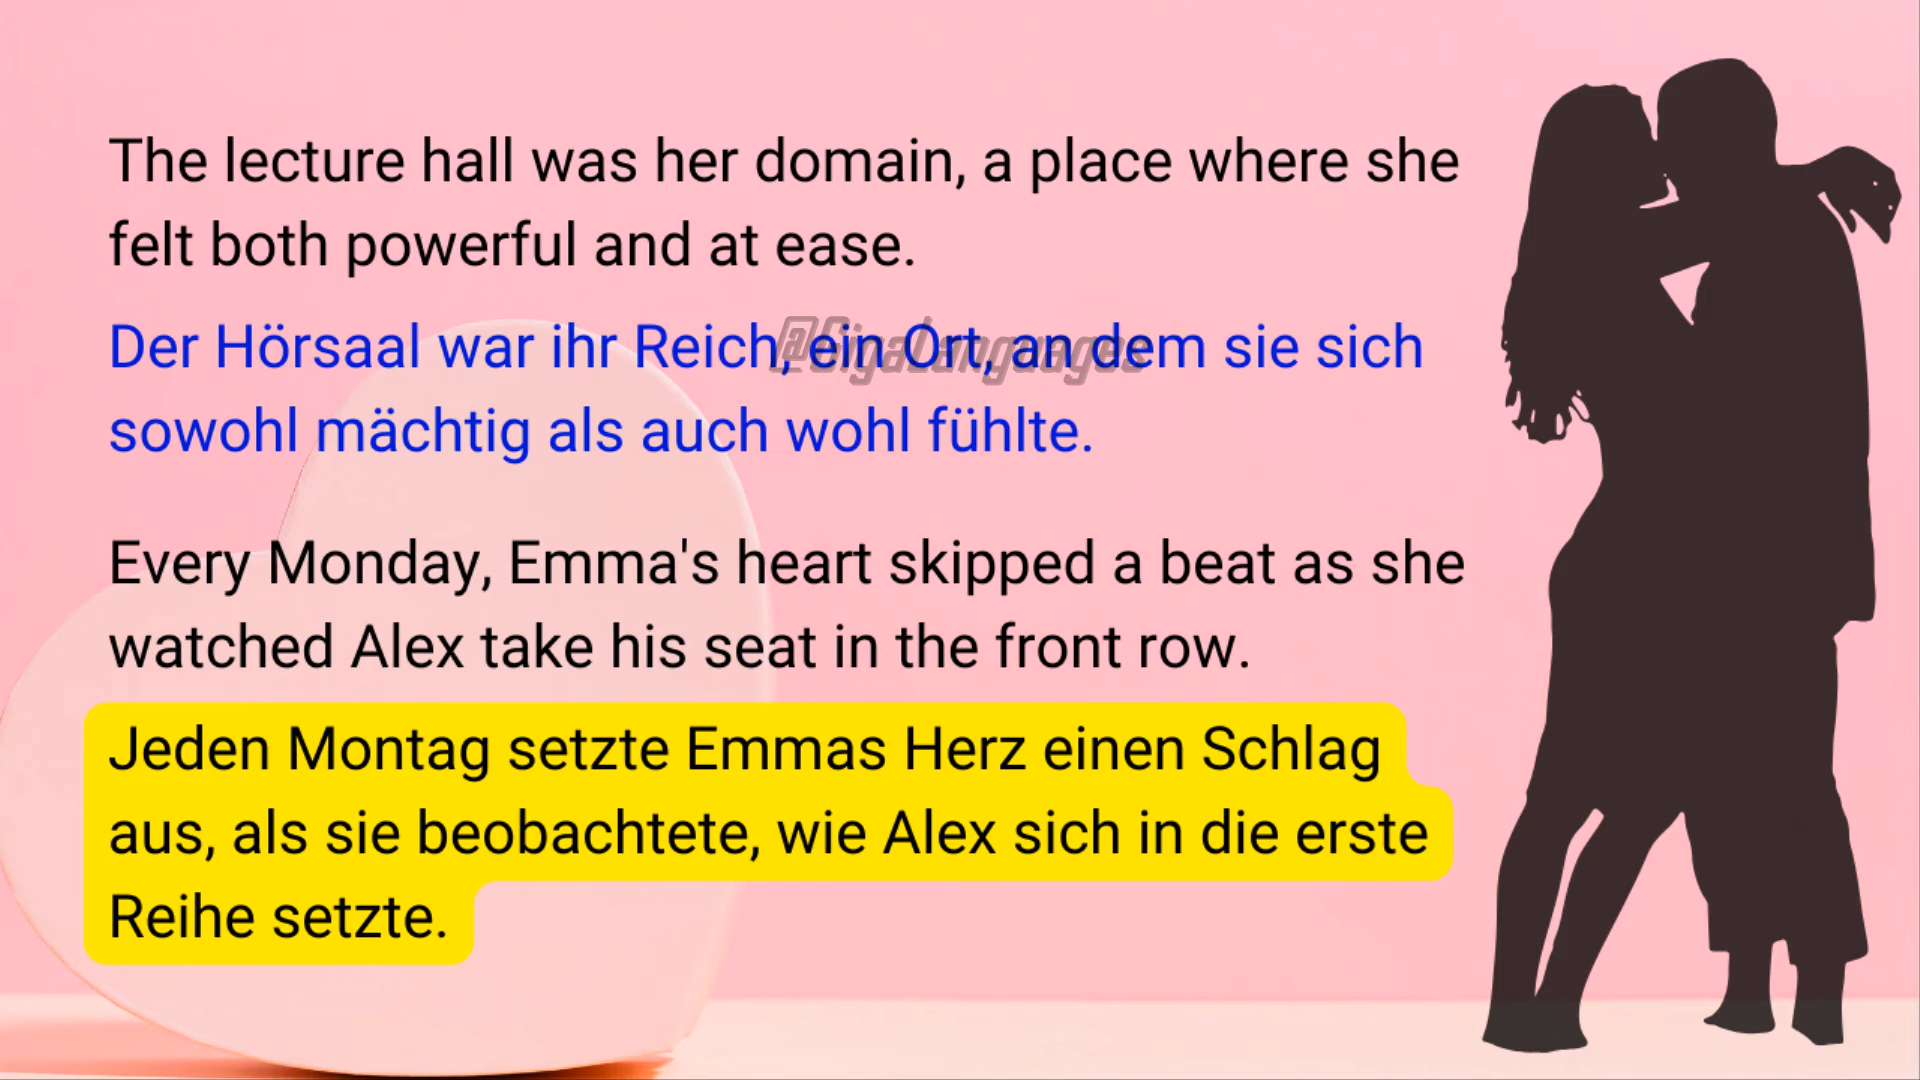 The lecture hall was her domain, a place where she
felt both powerful and at ease.
Der Hörsaal war ihr Reich, ein Ort, an dem sie sich
@GigaLanguages
sowohl mächtig als auch wohl fühlte.
Every Monday, Emma's heart skipped a beat as she
watched Alex take his seat in the front row.
Jeden Montag setzte Emmas Herz einen Schlag
aus, als sie beobachtete, wie Alex sich in die erste
Reihe setzte.